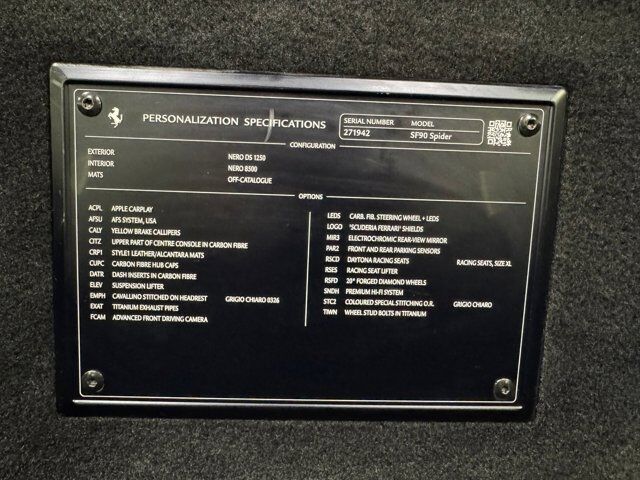 PERSONALIZATION SPECIFICATIONS
SERIAL NUMBER MODEL
271942 SF90 Spider
CONFIGURATION
EXTERIOR NERO DS 1250
INTERIOR NERO 8500
MATS OFF-CATALOGUE
OPTIONS
ACPL APPLE CARPLAY
AFSU AFS SYSTEM, USA
CALY YELLOW BRAKE CALLIPERS
CITZ UPPER PART OF CENTRE CONSOLE IN CARBON FIBRE
CRP1 STYLE1 LEATHER/ALCANTARA MATS
CUPC CARBON FIBRE HUB CAPS
DATR DASH INSERTS IN CARBON FIBRE
ELEV SUSPENSION LIFTER
EMPH CAVALLINO STITCHED ON HEADREST GRIGIO CHIARO 0326
EXAT TITANIUM EXHAUST PIPES
FCAM ADVANCED FRONT DRIVING CAMERA
LEDS CARB. FIB. STEERING WHEEL + LEDS
LOGO "SCUDERIA FERRARI" SHIELDS
MIR3 ELECTROCHROMIC REAR-VIEW MIRROR
PAR2 FRONT AND REAR PARKING SENSORS
RSCD DAYTONA RACING SEATS RACING SEATS, SIZE XL
RSES RACING SEAT LIFTER
RSFD 20" FORGED DIAMOND WHEELS
SNDH PREMIUM HI-FI SYSTEM
STC2 COLOURED SPECIAL STITCHING O.R. GRIGIO CHIARO
TIWN WHEEL STUD BOLTS IN TITANIUM